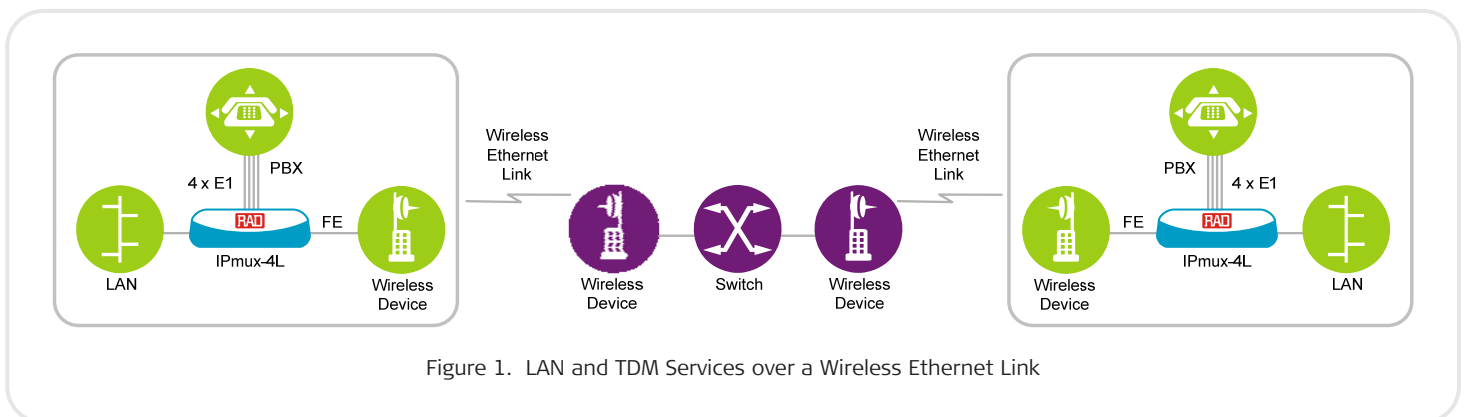 PBX
4 x E1
RAD
FE
IPmux-4L
LAN
Wireless
Device
Wireless
Ethernet
Link
Wireless
Device
Switch
Wireless
Device
Wireless
Ethernet
Link
PBX
4 x E1
RAD
FE
IPmux-4L
Wireless
Device
LAN
Figure 1. LAN and TDM Services over a Wireless Ethernet Link